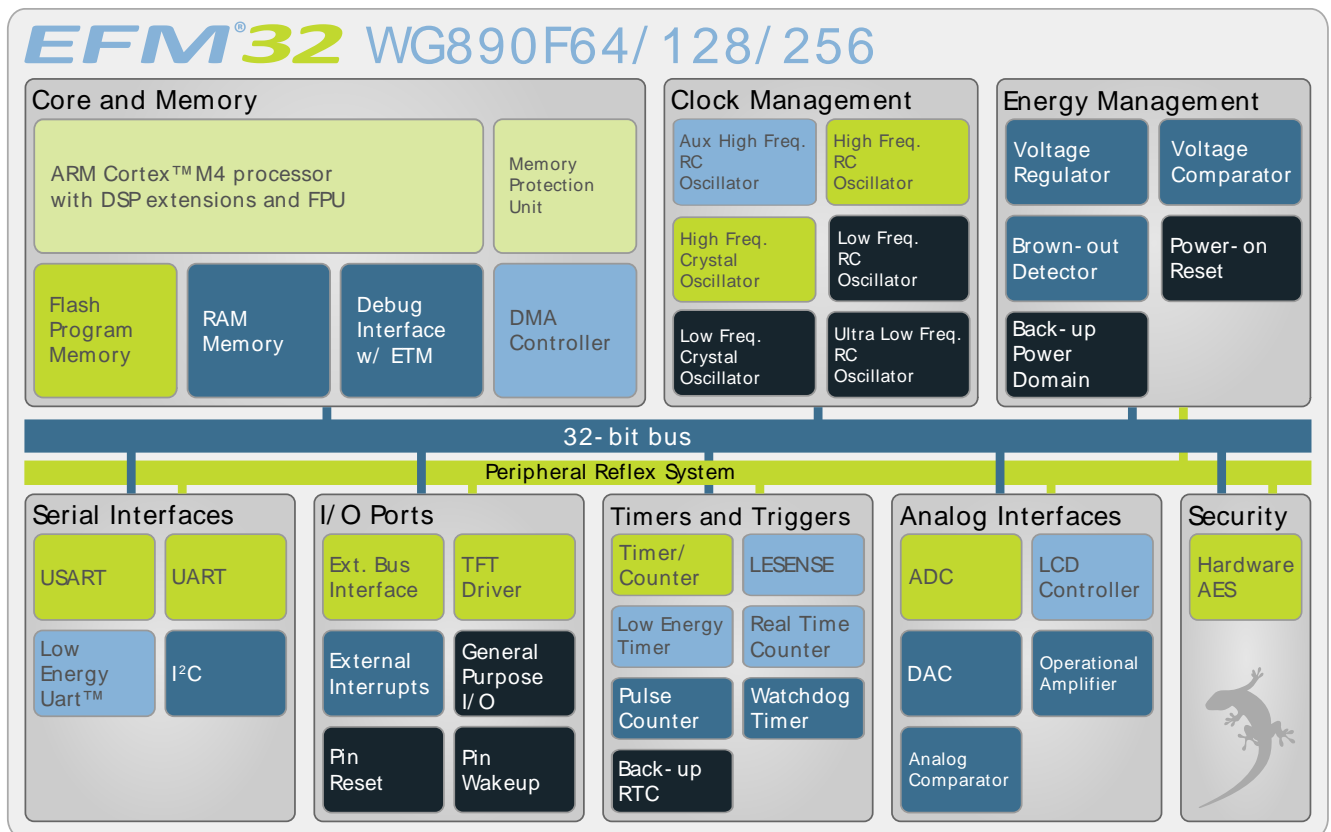 EFM®32 WG890F64/128/256
Core and Memory
ARM Cortex™ M4 processor
with DSP extensions and FPU
Memory
Protection
Unit
Flash
Program
Memory
RAM
Memory
Debug
Interface
w/ ETM
DMA
Controller
Clock Management
Aux High Freq.
RC
Oscillator
High Freq.
RC
Oscillator
High Freq.
Crystal
Oscillator
Low Freq.
RC
Oscillator
Low Freq.
Crystal
Oscillator
Ultra Low Freq.
RC
Oscillator
Energy Management
Voltage
Regulator
Voltage
Comparator
Brown-out
Detector
Power-on
Reset
Back-up
Power
Domain
32-bit bus
Peripheral Reflex System
Serial Interfaces
USART
UART
Low
Energy
Uart™
I²C
I/O Ports
Ext. Bus
Interface
TFT
Driver
External
Interrupts
General
Purpose
I/O
Pin
Reset
Pin
Wakeup
Timers and Triggers
Timer/
Counter
LESENSE
Low Energy
Timer
Real Time
Counter
Pulse
Counter
Watchdog
Timer
Back-up
RTC
Analog Interfaces
ADC
LCD
Controller
DAC
Operational
Amplifier
Analog
Comparator
Security
Hardware
AES